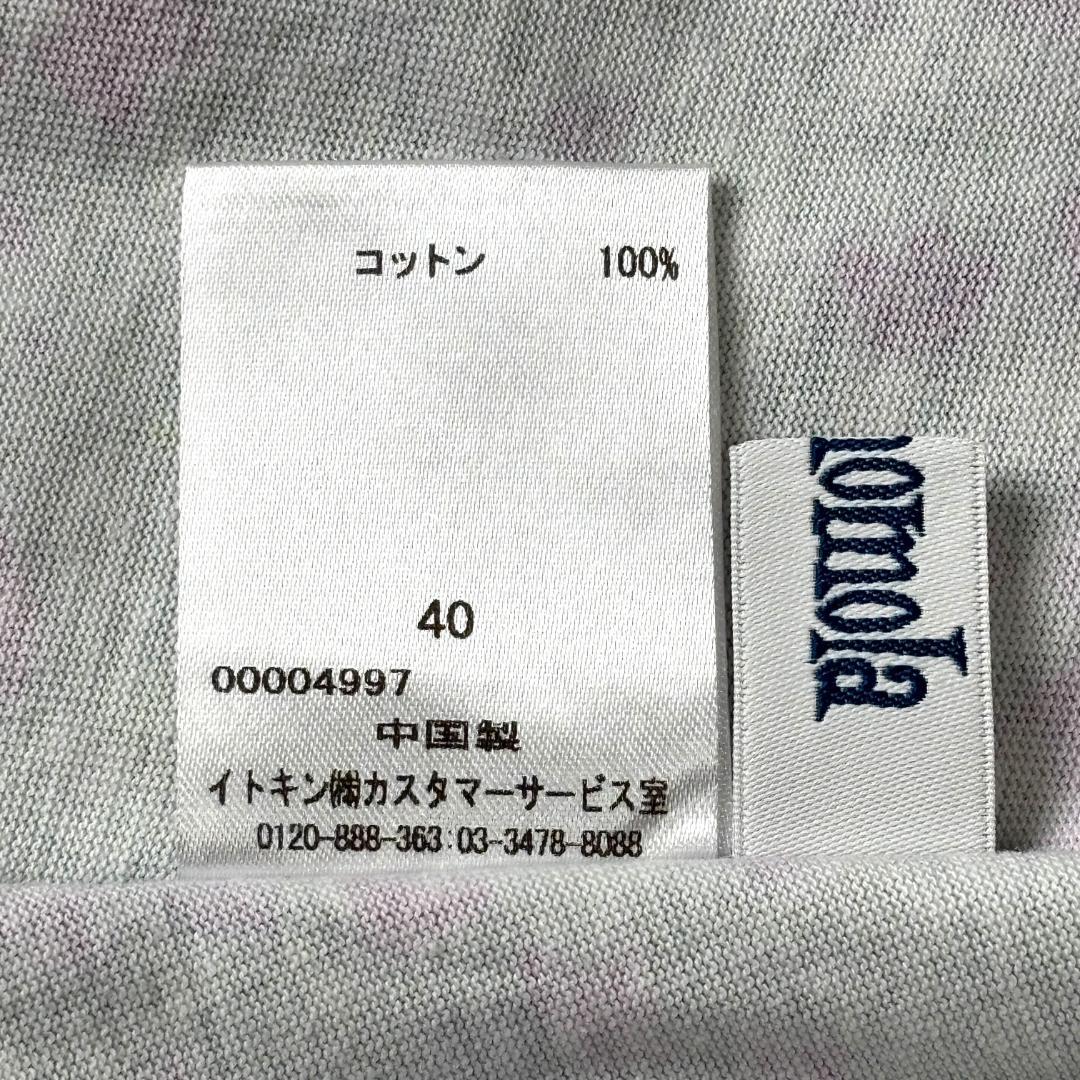 コットン 100%
40
00004997
中国製
イトキン㈱カスタマーサービス室
0120-888-363:03-3478-8088